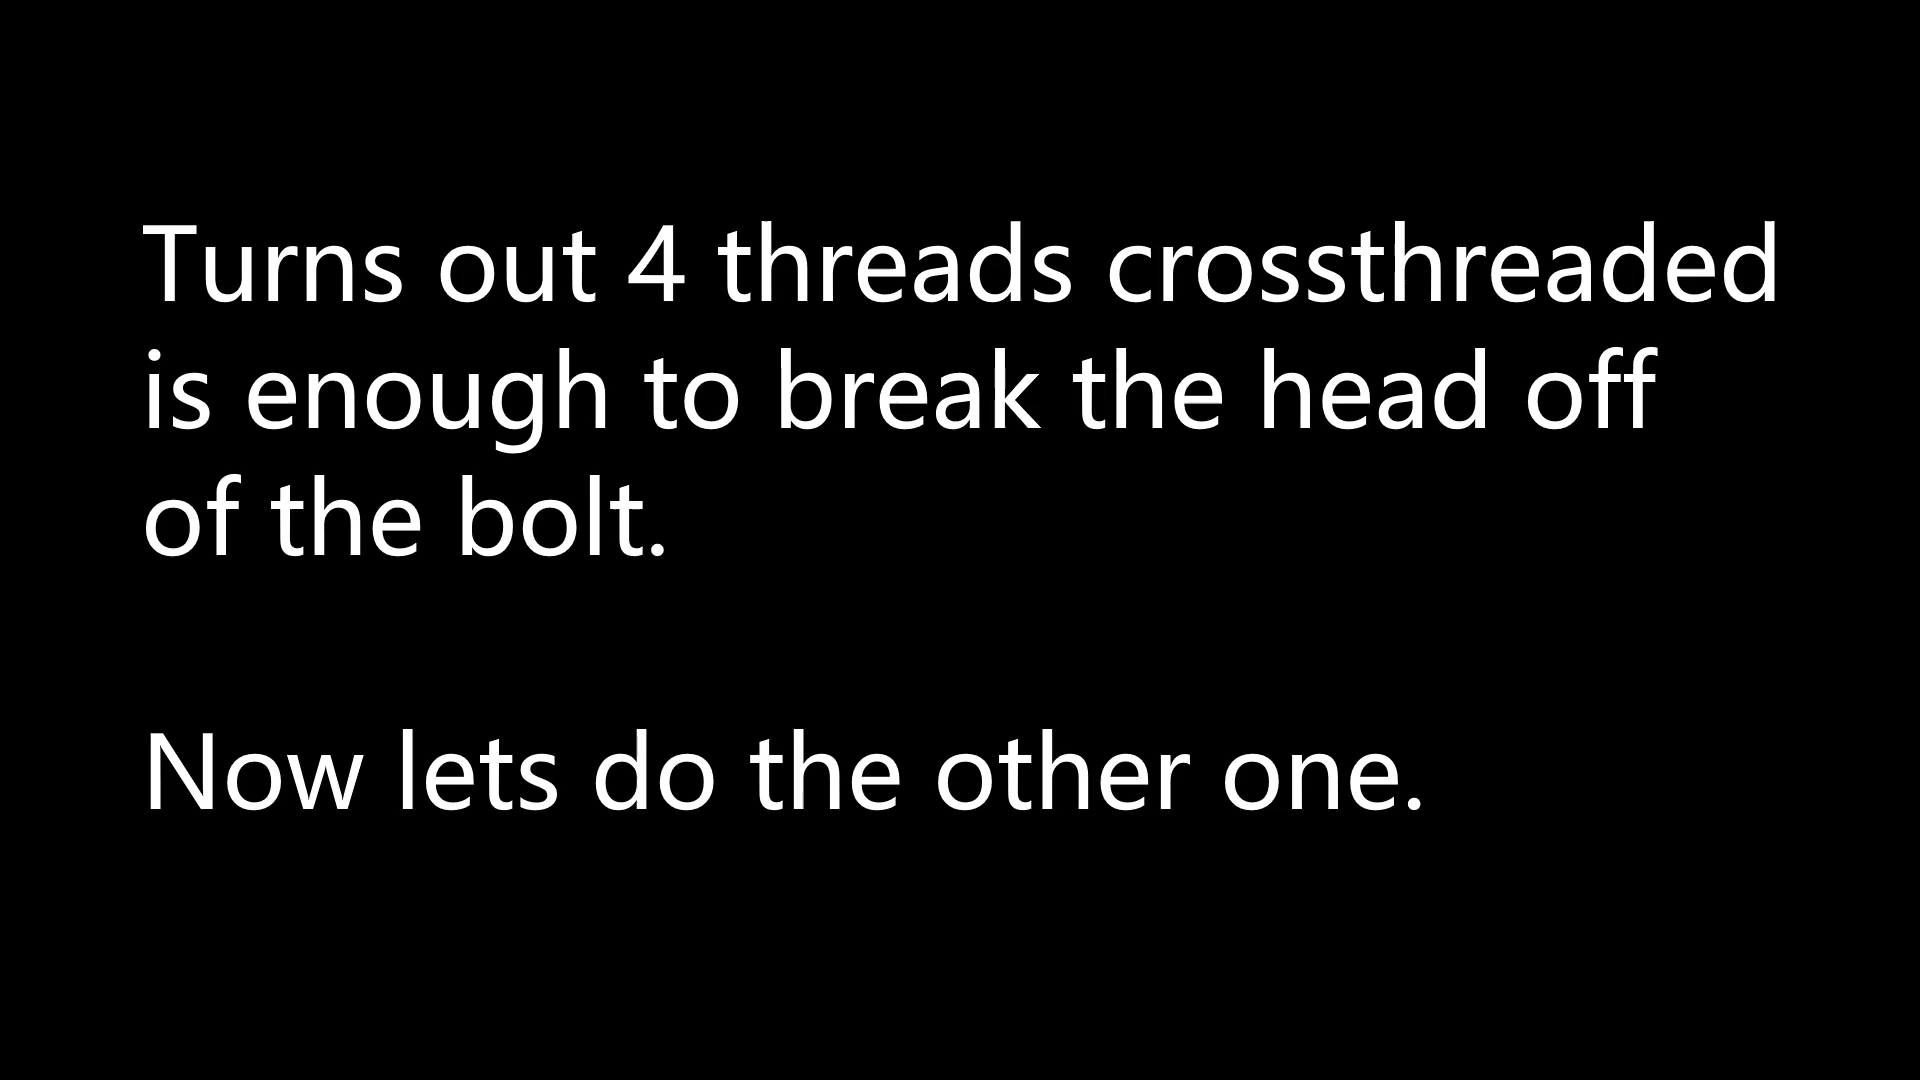 Turns out 4 threads crossthreaded
is enough to break the head off
of the bolt.
Now lets do the other one.